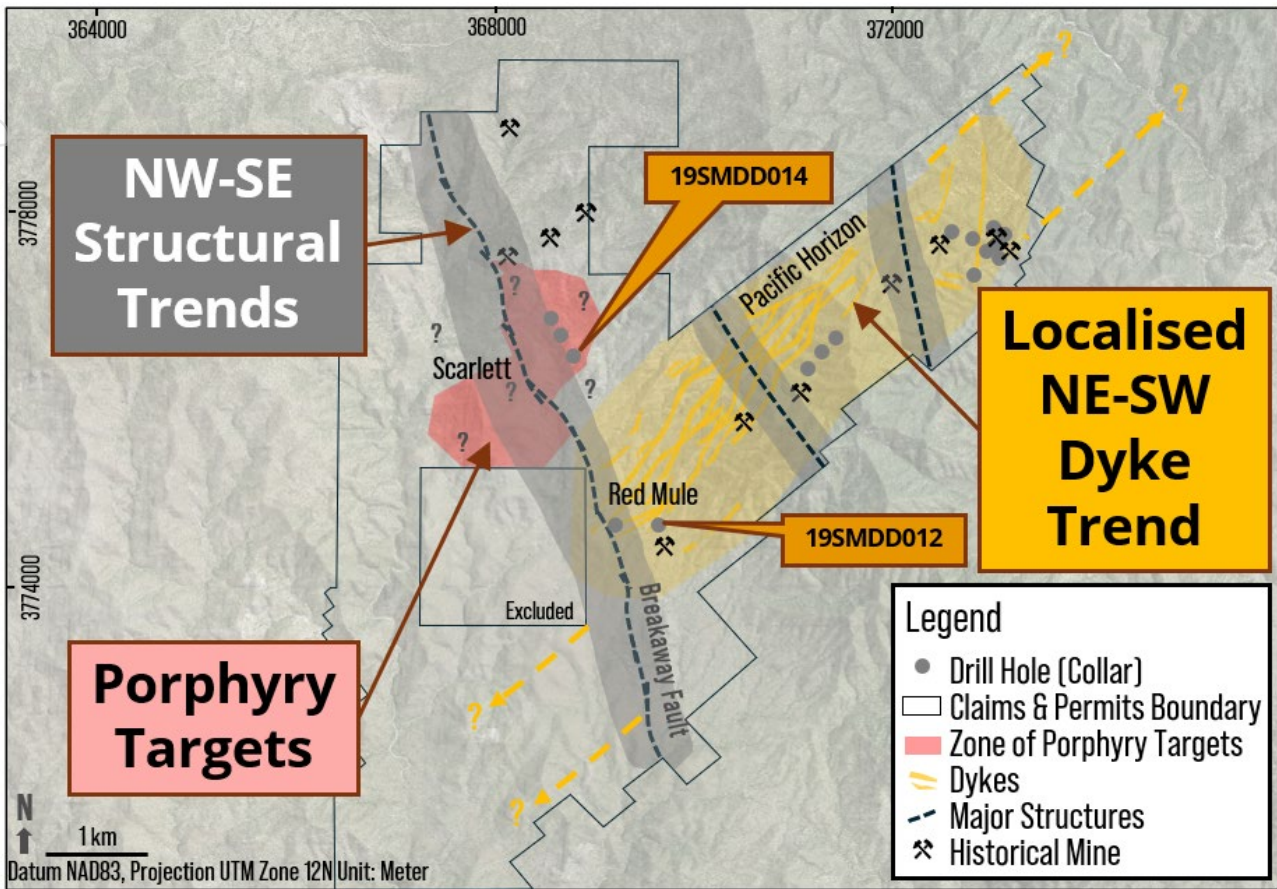 364000
368000
372000
3778000
3774000
NW-SE
Structural
Trends
19SMDD014
Pacific Horizon
?
?
?
?
?
?
?
?
Scarlett
?
Localised
NE-SW
Dyke
Trend
Red Mule
19SMDD012
Excluded
Breakaway Fault
Porphyry
Targets
?
?
Legend
Drill Hole (Collar)
Claims & Permits Boundary
Zone of Porphyry Targets
Dykes
Major Structures
Historical Mine
N
1 km
Datum NAD83, Projection UTM Zone 12N Unit: Meter